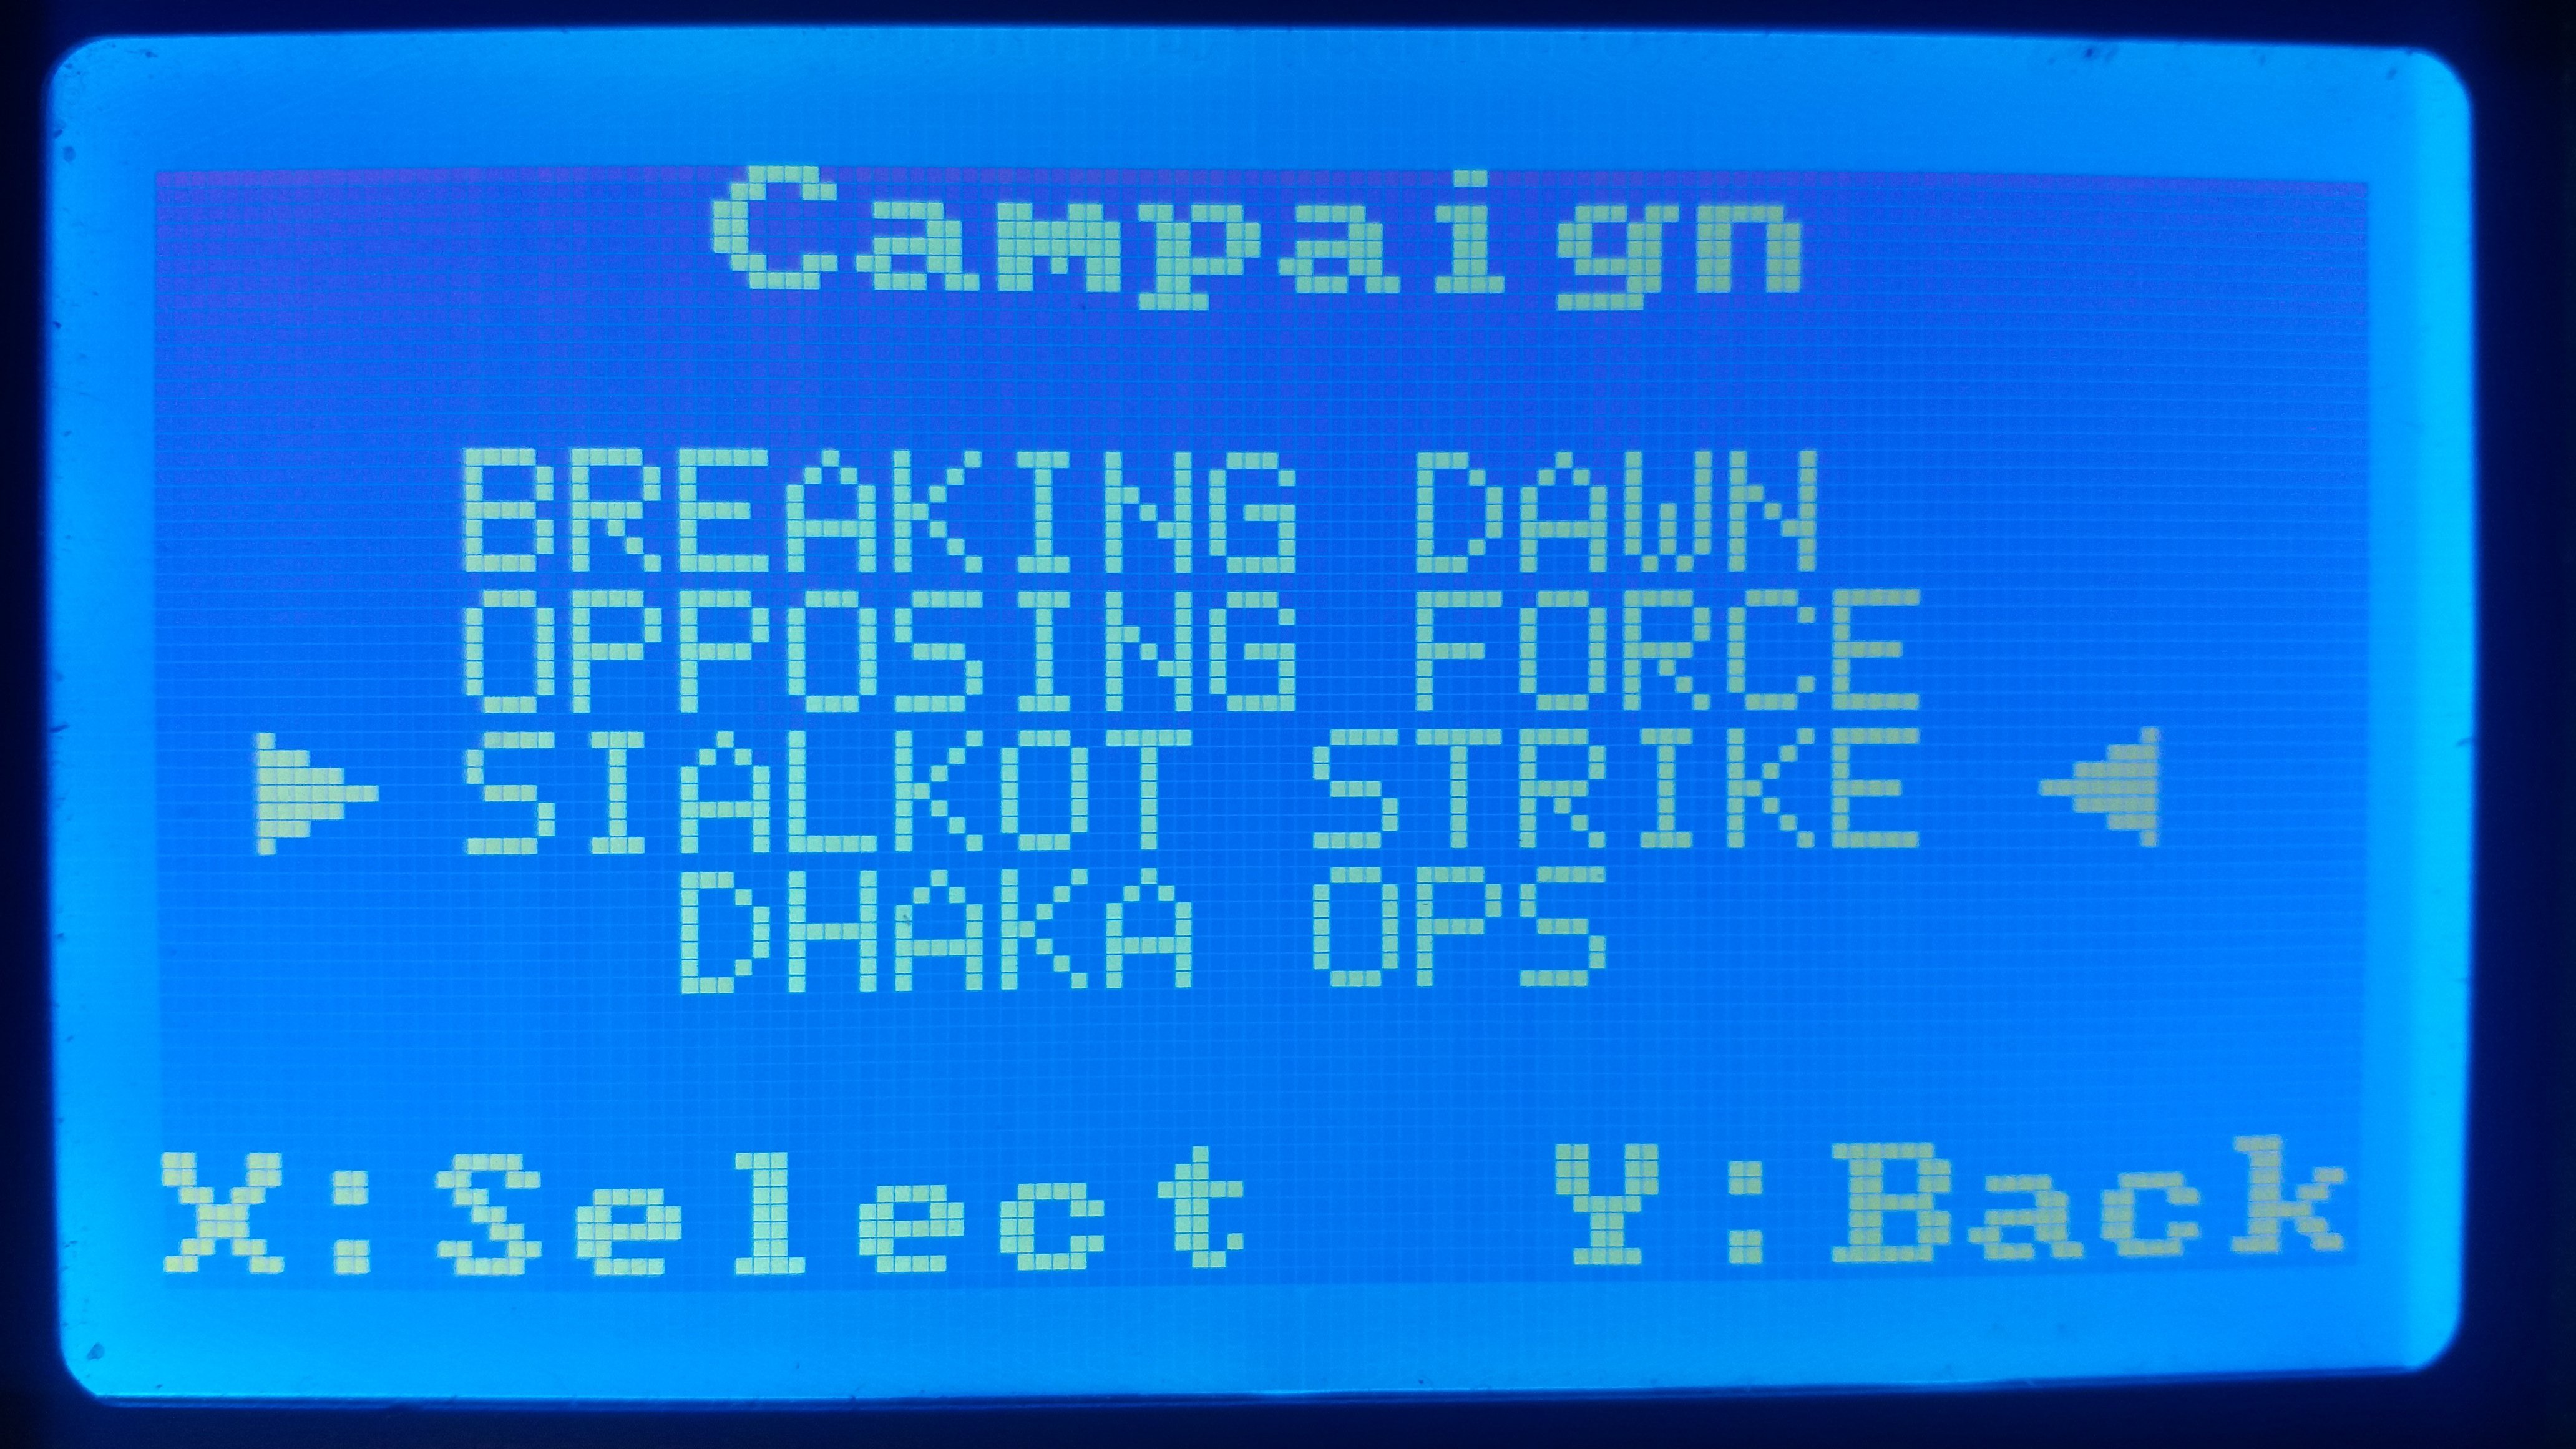 Campaign
BREAKING DAWN
OPPOSING FORCE
SIALKOT STRIKE
DHAKA OPS
X:Select Y:Back